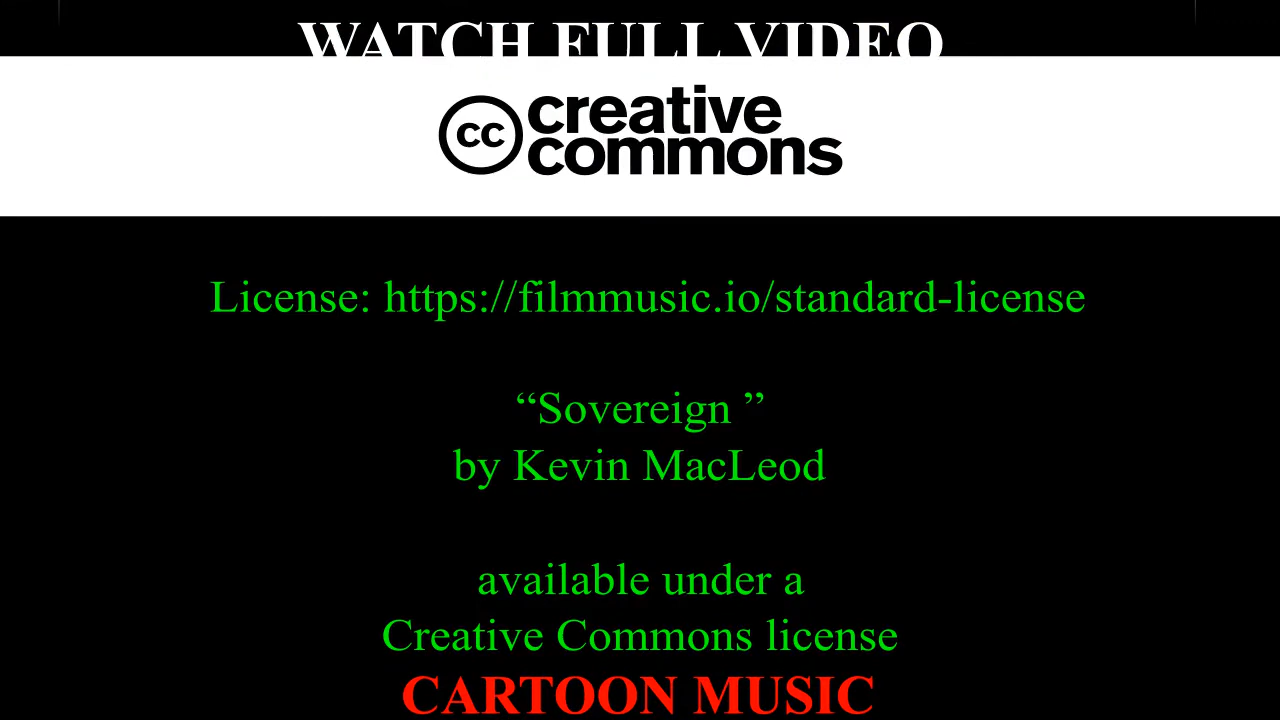 WATCH FULL VIDEO
cc creative
commons
License: https://filmmusic.io/standard-license
“Sovereign ”
by Kevin MacLeod
available under a
Creative Commons license
CARTOON MUSIC